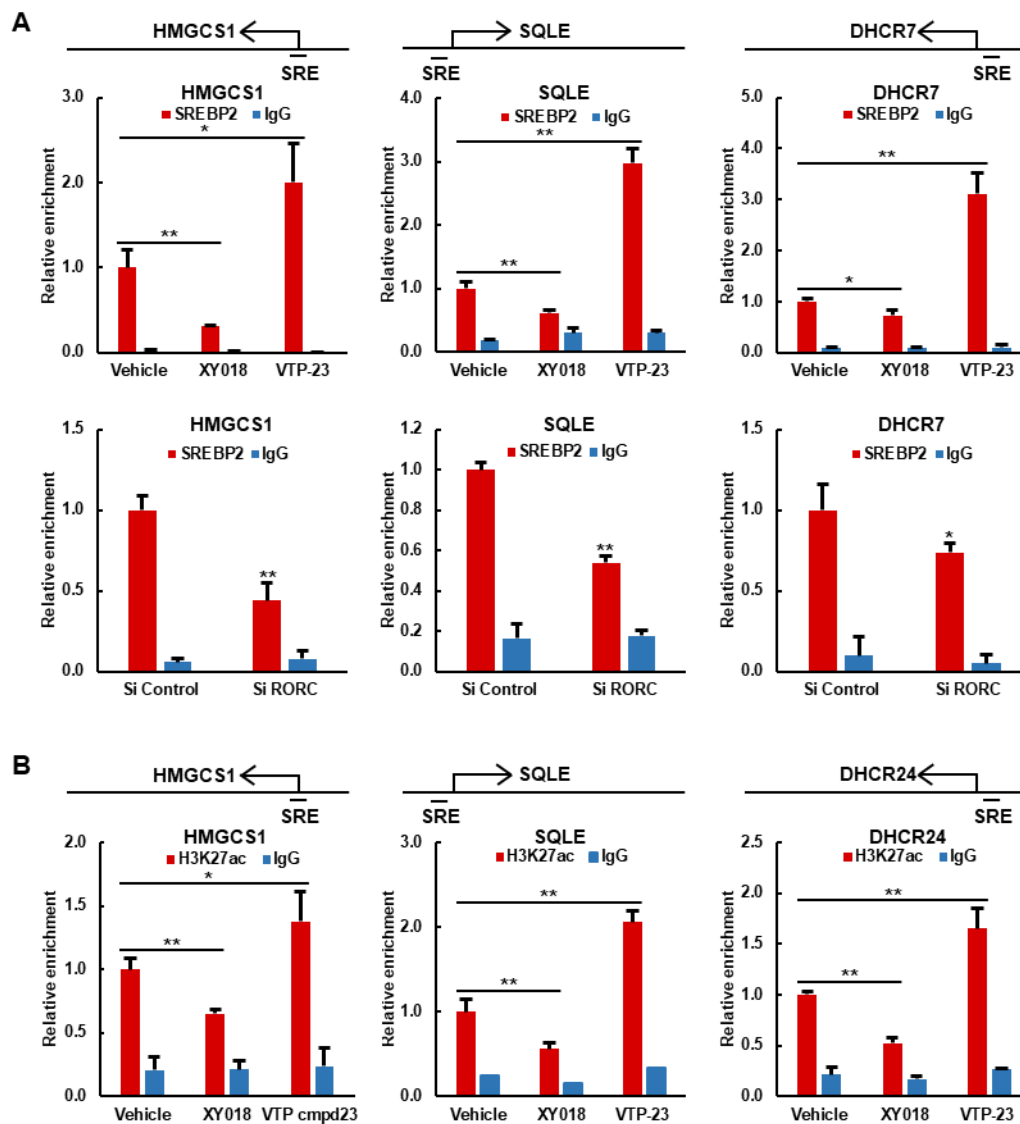 A
HMGCS1 SQLE DHCR7
SRE SRE SRE
HMGCS1
SREBP2 IgG
Relative enrichment
3.0
2.0
1.0
0.0
*
**
Vehicle XY018 VTP-23
SQLE
SREBP2 IgG
Relative enrichment
4.0
3.0
2.0
1.0
0.0
**
**
Vehicle XY018 VTP-23
DHCR7
SREBP2 IgG
Relative enrichment
5.0
4.0
3.0
2.0
1.0
0.0
**
*
Vehicle XY018 VTP-23
HMGCS1
SREBP2 IgG
Relative enrichment
1.5
1.0
0.5
0.0
**
Si Control Si RORC
SQLE
SREBP2 IgG
Relative enrichment
1.2
1.0
0.8
0.6
0.4
0.2
0.0
**
Si Control Si RORC
DHCR7
SREBP2 IgG
Relative enrichment
1.5
1.0
0.5
0.0
*
Si Control Si RORC
B
HMGCS1 SQLE DHCR24
SRE SRE SRE
HMGCS1
H3K27ac IgG
Relative enrichment
2.0
1.5
1.0
0.5
0.0
*
**
Vehicle XY018 VTP cmpd23
SQLE
H3K27ac IgG
Relative enrichment
3.0
2.0
1.0
0.0
**
**
Vehicle XY018 VTP-23
DHCR24
H3K27ac IgG
Relative enrichment
2.5
2.0
1.5
1.0
0.5
0.0
**
**
Vehicle XY018 VTP-23